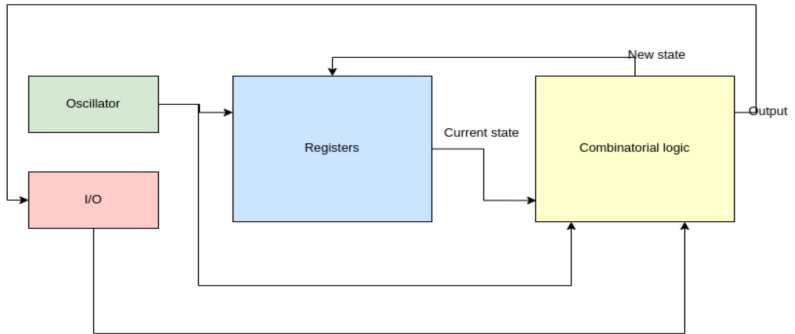 New state
Oscillator
Output
Current state
Registers
Combinatorial logic
I/O